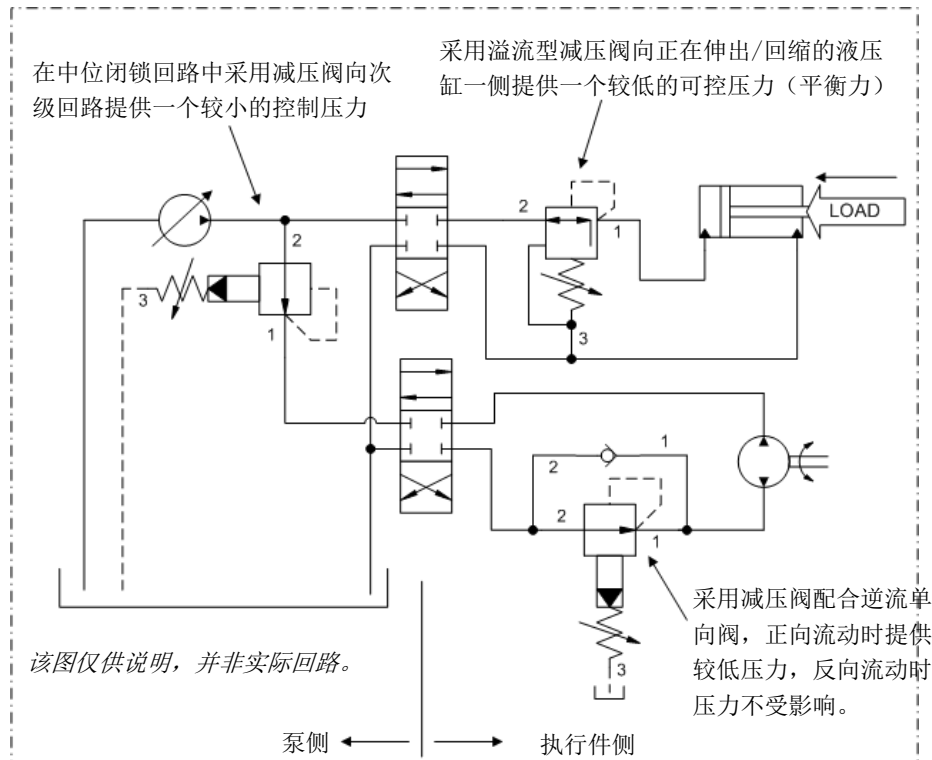 在中位闭锁回路中采用减压阀向次
级回路提供一个较小的控制压力
采用溢流型减压阀向正在伸出/回缩的液压
缸一侧提供一个较低的可控压力（平衡力）
2
1
LOAD
2
3
1
3
2
1
2
1
3
采用减压阀配合逆流单
向阀，正向流动时提供
较低压力，反向流动时
压力不受影响。
该图仅供说明，并非实际回路。
泵侧
执行件侧